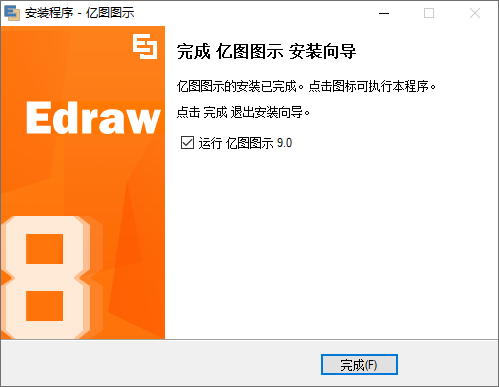 安装程序 - 亿图图示
Edraw
8
完成 亿图图示 安装向导
亿图图示的安装已完成。点击图标可执行本程序。
点击 完成 退出安装向导。
运行 亿图图示 9.0
完成(F)